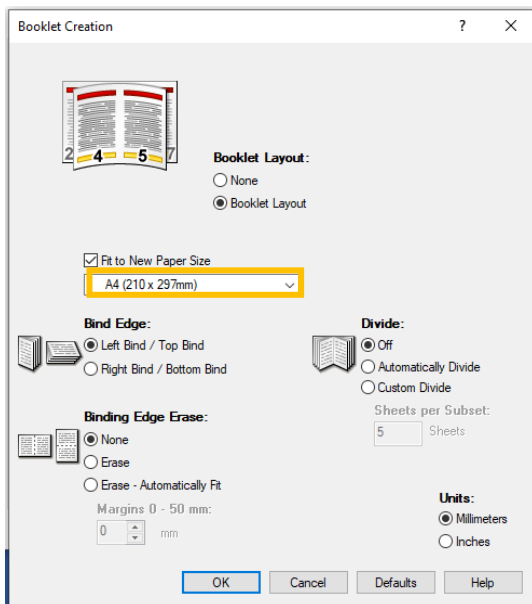 Booklet Creation ? X
2 4 5 7
Booklet Layout:
None
Booklet Layout
Fit to New Paper Size
A4 (210 x 297mm)
Bind Edge:
Left Bind / Top Bind
Right Bind / Bottom Bind
Divide:
Off
Automatically Divide
Custom Divide
Sheets per Subset:
5 Sheets
Binding Edge Erase:
None
Erase
Erase - Automatically Fit
Margins 0 - 50 mm:
0 mm
Units:
Millimeters
Inches
OK Cancel Defaults Help